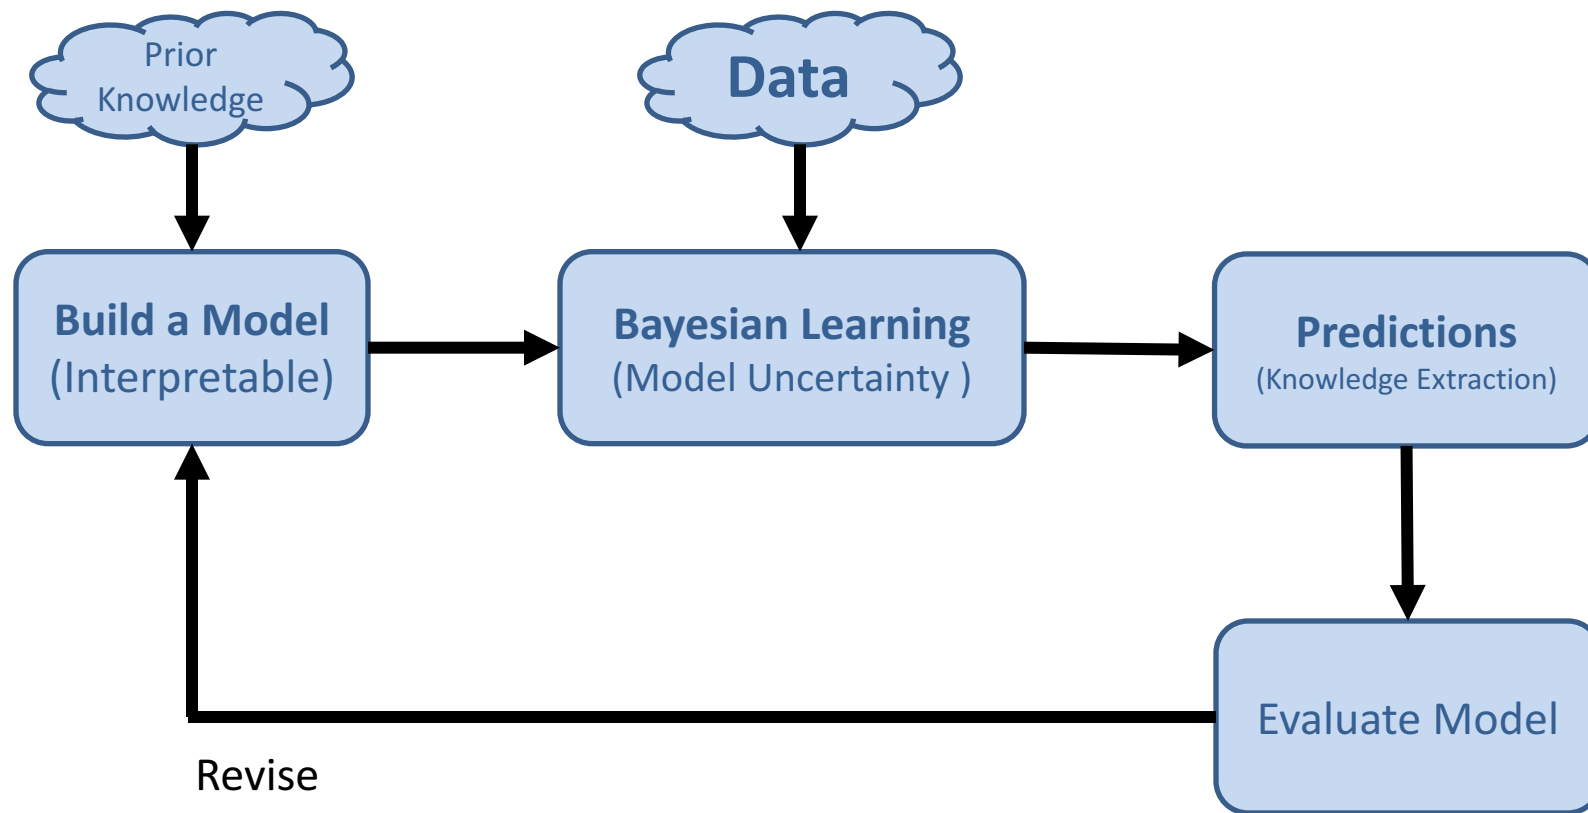 Prior
Knowledge
Data
Build a Model
(Interpretable)
Bayesian Learning
(Model Uncertainty )
Predictions
(Knowledge Extraction)
Evaluate Model
Revise